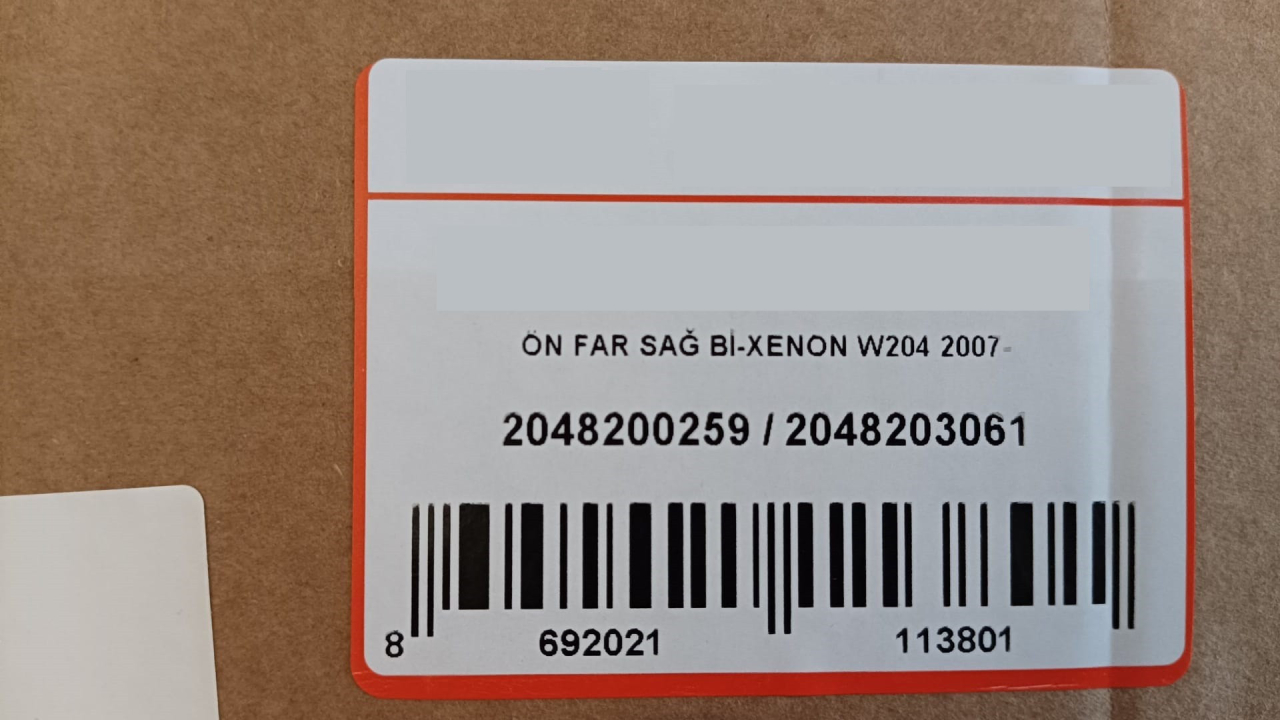 ÖN FAR SAĞ Bİ-XENON W204 2007-
2048200259 / 2048203061
8 692021 113801